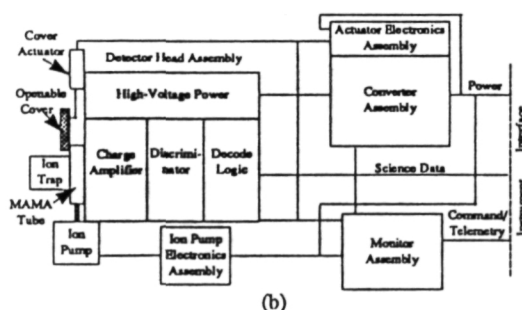 Cover
Actuator
Detector Head Assembly
Actuator Electronics
Assembly
Openable
Cover
High-Voltage Power
Converter
Assembly
Power
Charge
Amplifier
Discrimi-
nator
Decode
Logic
Ion
Trap
Science Data
MAMA
Tube
Ion
Pump
Ion Pump
Electronics
Assembly
Monitor
Assembly
Command/
Telemetry
Interface
Instrument
(b)